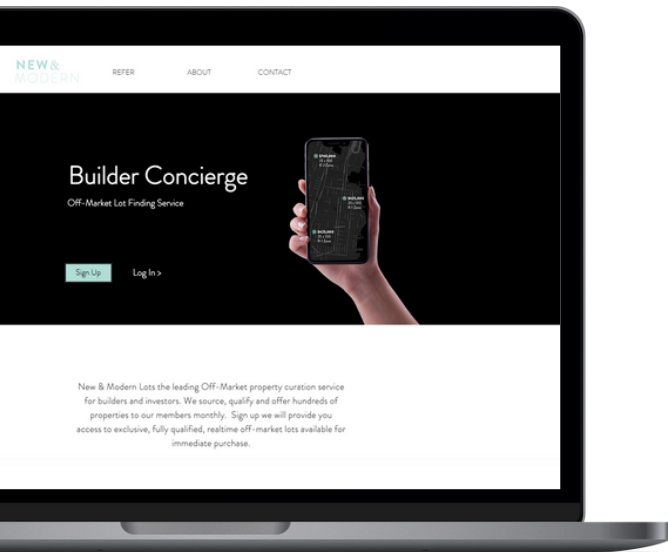 NEW &
MODERN
REFER ABOUT CONTACT
Builder Concierge
Off-Market Lot Finding Service
Sign Up Log In >
New & Modern Lots the leading Off-Market property curation service
for builders and investors. We source, qualify and offer hundreds of
properties to our members monthly. Sign up we will provide you
access to exclusive, fully qualified, realtime off-market lots available for
immediate purchase.